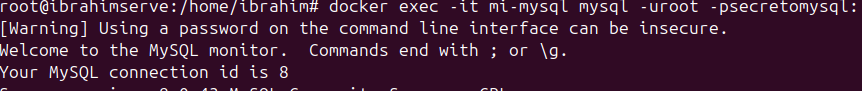 root@ibrahimserve:/home/ibrahim# docker exec -it mi-mysql mysql -uroot -psecretomysql:
[Warning] Using a password on the command line interface can be insecure.
Welcome to the MySQL monitor.  Commands end with ; or \g.
Your MySQL connection id is 8